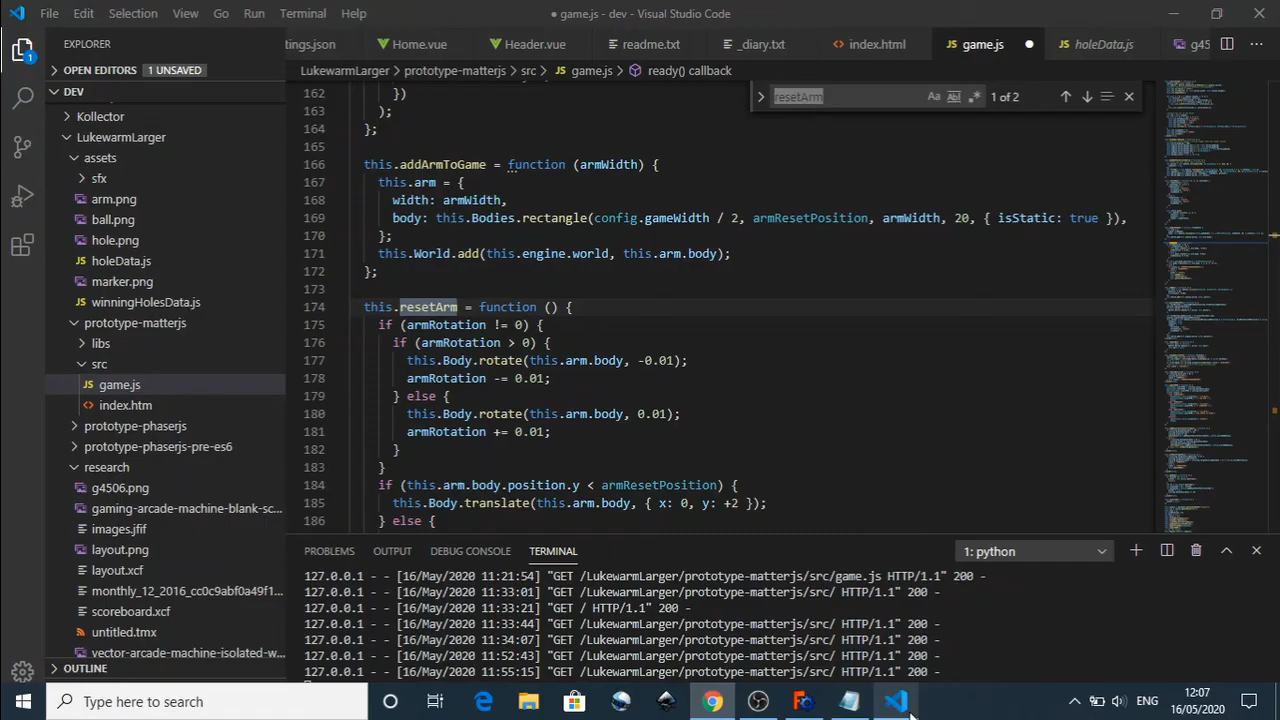 File Edit Selection View Go Run Terminal Help
● game.js - dev - Visual Studio Code
EXPLORER
OPEN EDITORS 1 UNSAVED
DEV
Kollector
LukewarmLarger
assets
sfx
arm.png
ball.png
hole.png
holeData.js
marker.png
winningHolesData.js
prototype-matterjs
libs
src
game.js
index.htm
prototype-phaserjs
prototype-phaserjs-pre-es6
research
g4506.png
gaming-arcade-machine-blank-sc...
images.jfif
layout.png
layout.xcf
monthly_12_2016_cc0c9abf0a49f1...
scoreboard.xcf
untitled.tmx
vector-arcade-machine-isolated-w...
OUTLINE
tings.json Home.vue Header.vue readme.txt _diary.txt index.html game.js holeData.js g45
LukewarmLarger > prototype-matterjs > src > game.js > ready() callback
resetArm 1 of 2
162 })
163 );
164 };
165
166 this.addArmToGame function (armWidth) {
167 this.arm = {
168 width: armWidth,
169 body: this.Bodies.rectangle(config.gameWidth / 2, armResetPosition, armWidth, 20, { isStatic: true }),
170 };
171 this.World.add(this.engine.world, this.arm.body);
172 };
173
174 this.resetArm function () {
175 if (armRotation 0) {
176 if (armRotation 0) {
177 this.Body.rotate(this.arm.body, -0.01);
178 armRotation -= 0.01;
179 } else {
180 this.Body.rotate(this.arm.body, 0.01);
181 armRotation 0.01;
182 }
183 }
184 if (this.arm.body.position.y < armResetPosition) {
185 this.Body. (this.arm.body, { x: 0, y: });
186 } else {
PROBLEMS OUTPUT DEBUG CONSOLE TERMINAL 1: python
127.0.0.1 - - [16/May/2020 11:21:54] "GET /LukewarmLarger/prototype-matterjs/src/game.js HTTP/1.1" 200 -
127.0.0.1 - - [16/May/2020 11:33:01] "GET /LukewarmLarger/prototype-matterjs/src/ HTTP/1.1" 200 -
127.0.0.1 - - [16/May/2020 11:33:21] "GET / HTTP/1.1" 200 -
127.0.0.1 - - [16/May/2020 11:33:44] "GET /LukewarmLarger/prototype-matterjs/src/ HTTP/1.1" 200 -
127.0.0.1 - - [16/May/2020 11:34:07] "GET /LukewarmLarger/prototype-matterjs/src/ HTTP/1.1" 200 -
127.0.0.1 - - [16/May/2020 11:52:43] "GET /LukewarmLarger/prototype-matterjs/src/ HTTP/1.1" 200 -
127.0.0.1 - - [16/May/2020 11:55:15] "GET /LukewarmLarger/prototype-matterjs/src/ HTTP/1.1" 200 -
Type here to search
ENG
12:07
16/05/2020